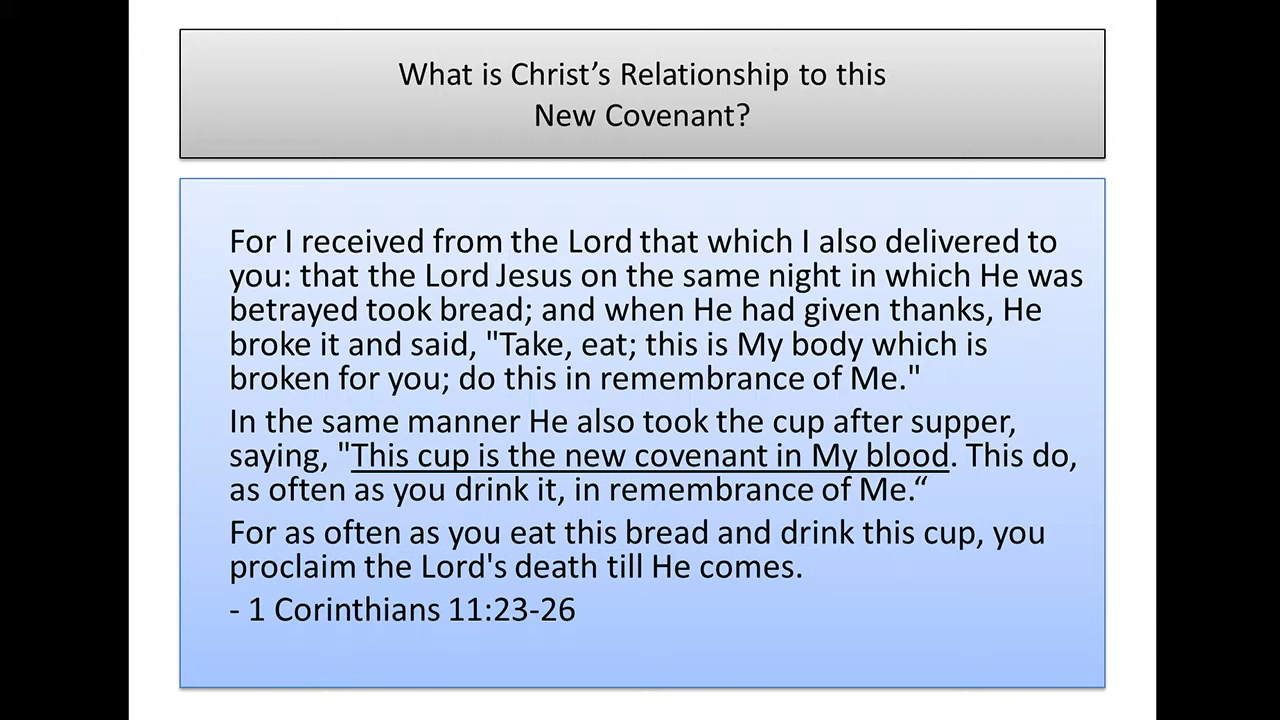 What is Christ’s Relationship to this
New Covenant?
For I received from the Lord that which I also delivered to
you: that the Lord Jesus on the same night in which He was
betrayed took bread; and when He had given thanks, He
broke it and said, "Take, eat; this is My body which is
broken for you; do this in remembrance of Me."
In the same manner He also took the cup after supper,
saying, "This cup is the new covenant in My blood. This do,
as often as you drink it, in remembrance of Me.“
For as often as you eat this bread and drink this cup, you
proclaim the Lord's death till He comes.
- 1 Corinthians 11:23-26